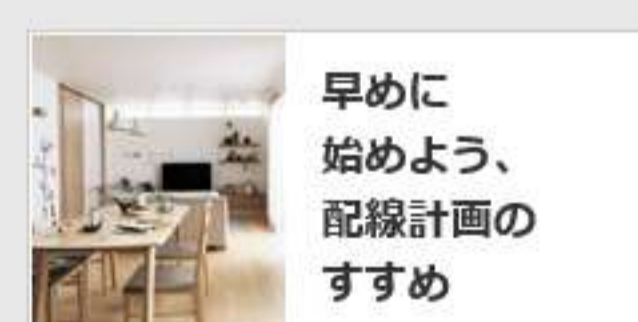 早めに
始めよう、
配線計画の
すすめ